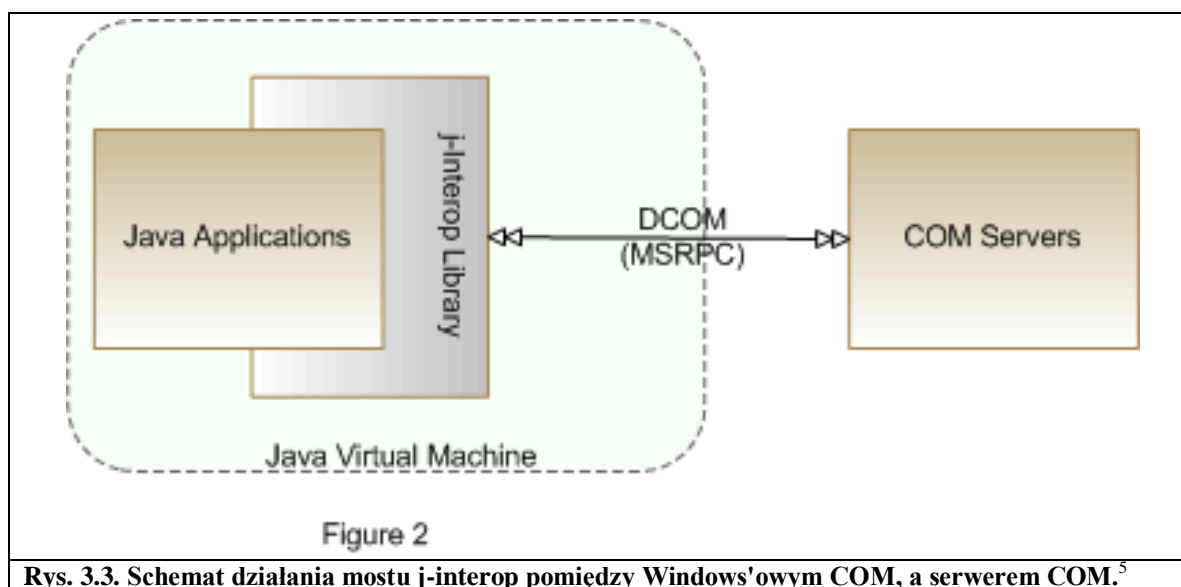 Java Applications
j-Interop Library
DCOM
(MSRPC)
COM Servers
Java Virtual Machine
Figure 2
Rys. 3.3. Schemat działania mostu j-interop pomiędzy Windows'owym COM, a serwerem COM.⁵